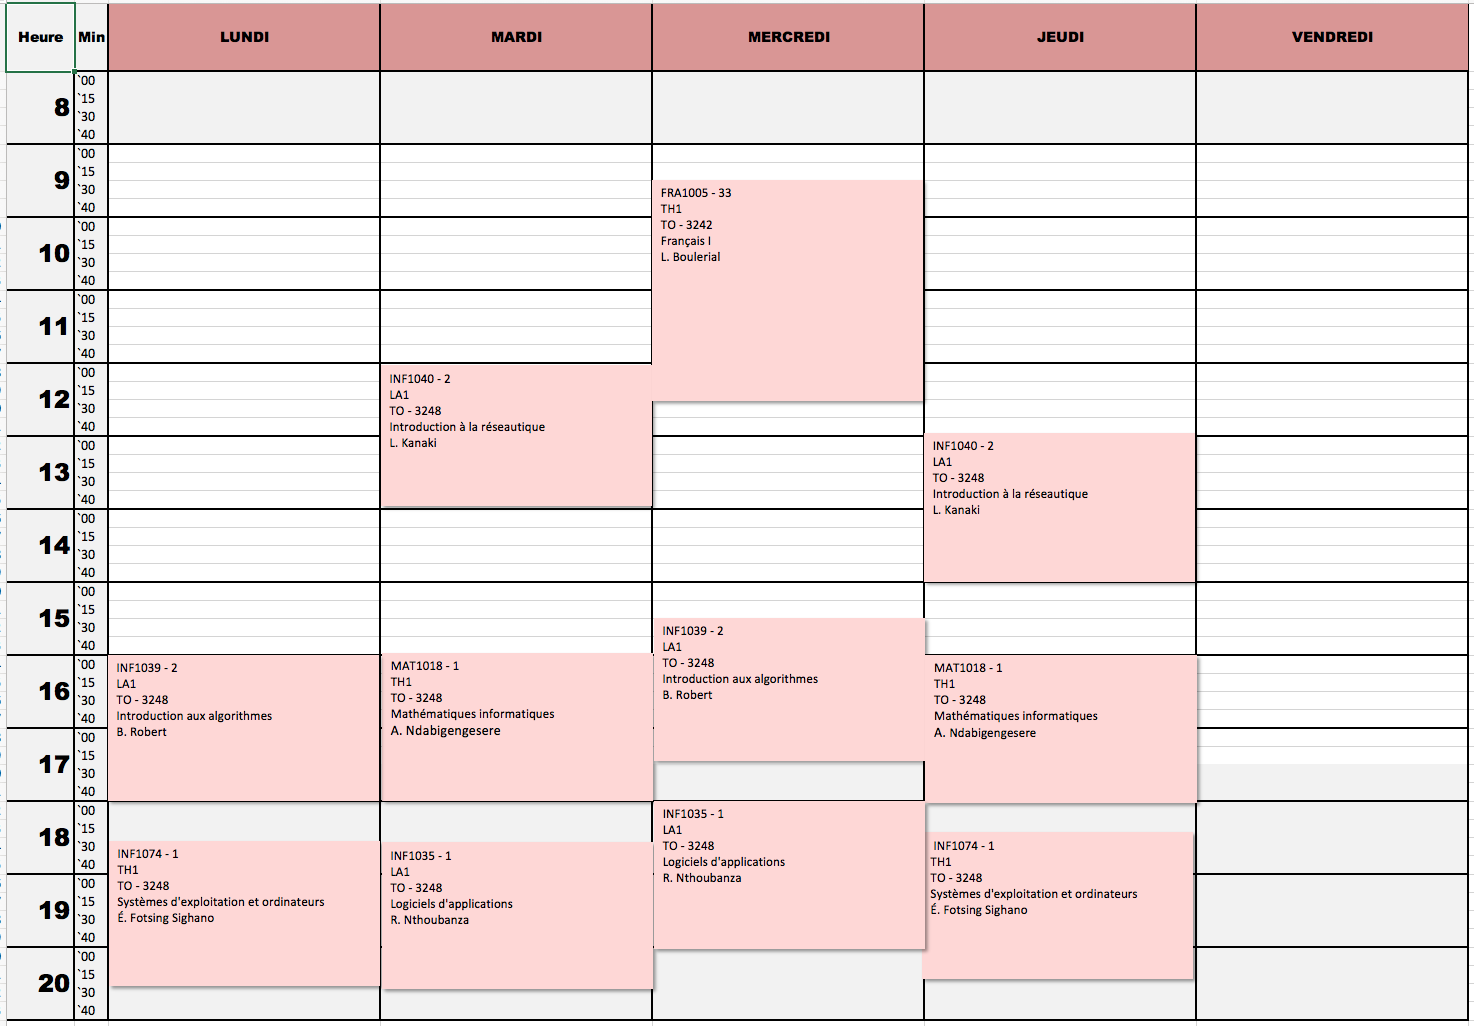 Heure Min LUNDI MARDI MERCREDI JEUDI VENDREDI
8
`00
`15
`30
`40
9
`00
`15
`30
`40
10
`00
`15
`30
`40
11
`00
`15
`30
`40
12
`00
`15
`30
`40
13
`00
`15
`30
`40
14
`00
`15
`30
`40
15
`00
`15
`30
`40
16
`00
`15
`30
`40
17
`00
`15
`30
`40
18
`00
`15
`30
`40
19
`00
`15
`30
`40
20
`00
`15
`30
`40
INF1039 - 2
LA1
TO - 3248
Introduction aux algorithmes
B. Robert
INF1074 - 1
TH1
TO - 3248
Systèmes d'exploitation et ordinateurs
É. Fotsing Sighano
INF1040 - 2
LA1
TO - 3248
Introduction à la réseautique
L. Kanaki
MAT1018 - 1
TH1
TO - 3248
Mathématiques informatiques
A. Ndabigengesere
INF1035 - 1
LA1
TO - 3248
Logiciels d'applications
R. Nthoubanza
FRA1005 - 33
TH1
TO - 3242
Français I
L. Boulerial
INF1039 - 2
LA1
TO - 3248
Introduction aux algorithmes
B. Robert
INF1035 - 1
LA1
TO - 3248
Logiciels d'applications
R. Nthoubanza
INF1040 - 2
LA1
TO - 3248
Introduction à la réseautique
L. Kanaki
MAT1018 - 1
TH1
TO - 3248
Mathématiques informatiques
A. Ndabigengesere
INF1074 - 1
TH1
TO - 3248
Systèmes d'exploitation et ordinateurs
É. Fotsing Sighano